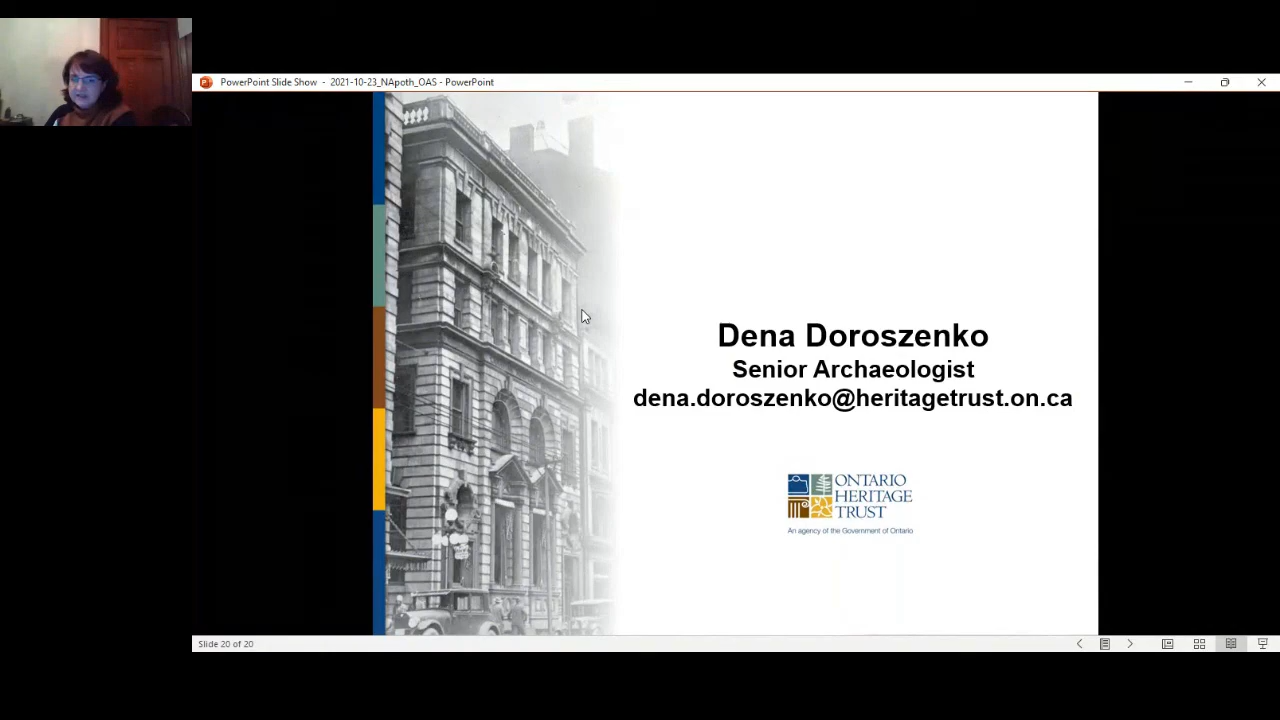 PowerPoint Slide Show - 2021-10-23_NApoth_OAS - PowerPoint
Dena Doroszenko
Senior Archaeologist
dena.doroszenko@heritagetrust.on.ca
ONTARIO
HERITAGE
TRUST
An agency of the Government of Ontario
Slide 20 of 20